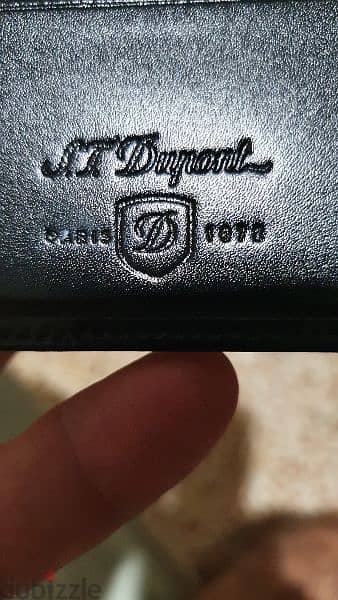 S.T. Dupont
PARIS D 1872
dubizzle